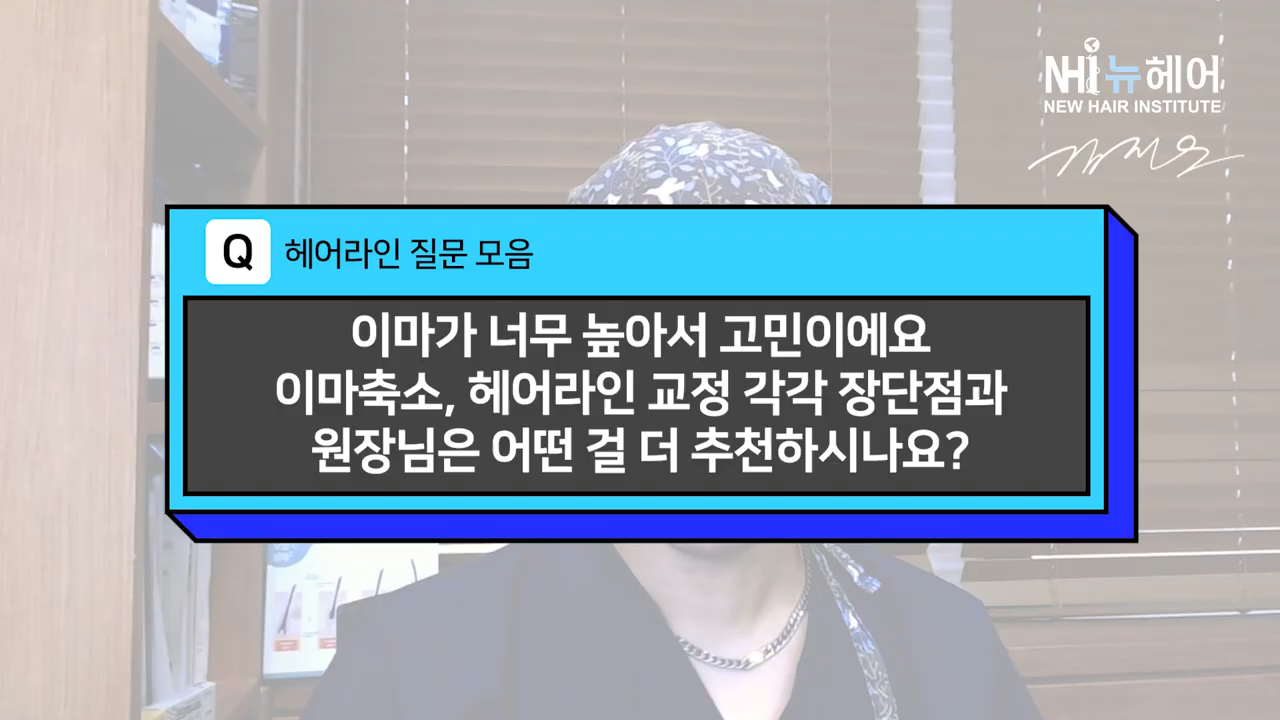 NHI 뉴헤어
NEW HAIR INSTITUTE
Q 헤어라인 질문 모음
이마가 너무 높아서 고민이에요
이마축소, 헤어라인 교정 각각 장단점과
원장님은 어떤 걸 더 추천하시나요?